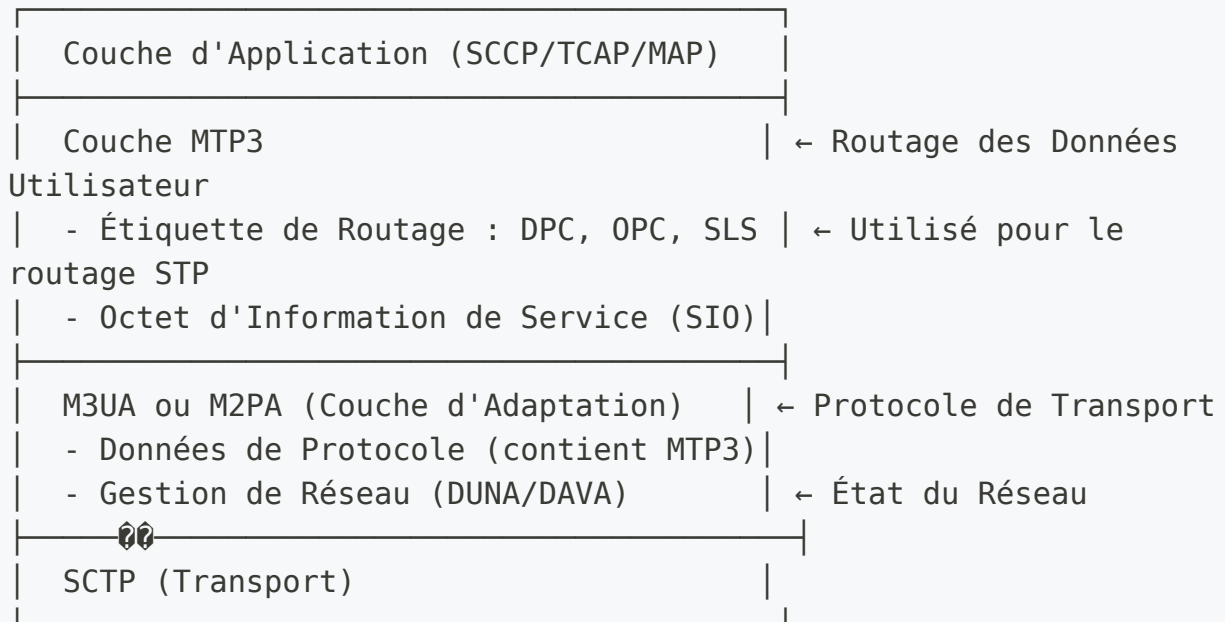 Couche d'Application (SCCP/TCAP/MAP)
Couche MTP3 ← Routage des Données
Utilisateur
- Étiquette de Routage : DPC, OPC, SLS ← Utilisé pour le
routage STP
- Octet d'Information de Service (SIO)
M3UA ou M2PA (Couche d'Adaptation) ← Protocole de Transport
- Données de Protocole (contient MTP3)
- Gestion de Réseau (DUNA/DAVA) ← État du Réseau
��
SCTP (Transport)